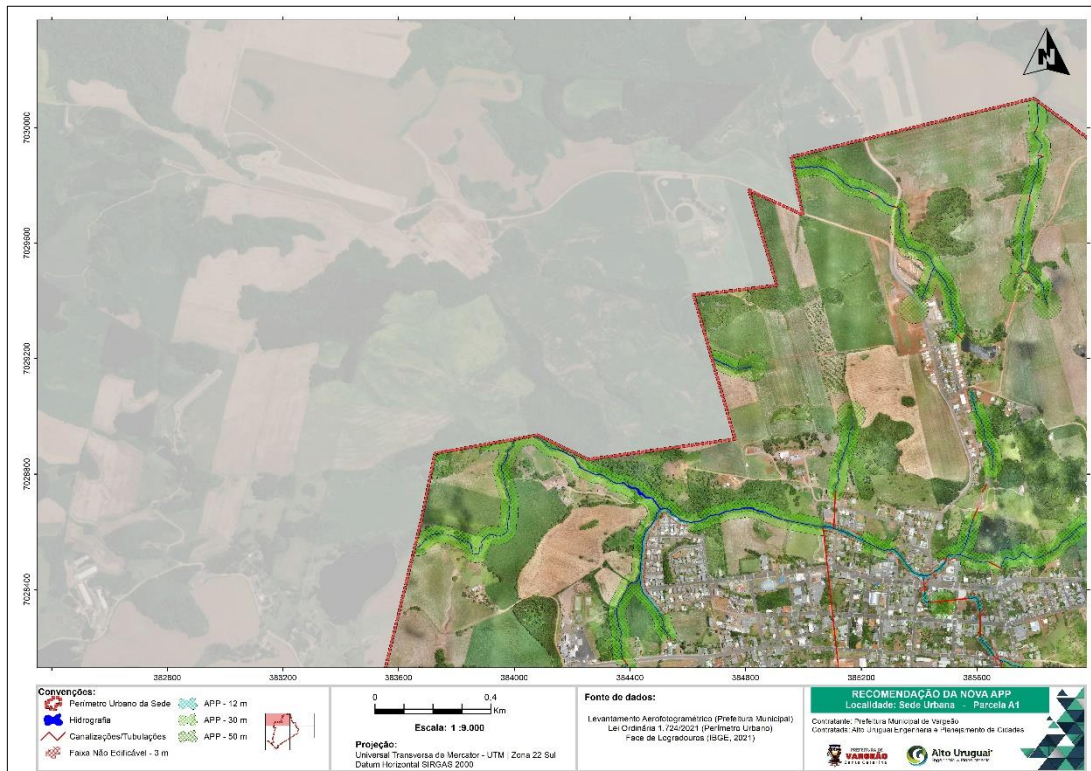 N
7030000
7029600
7029200
7028800
7028400
382800
383200
383600
384000
384400
384800
385200
385600
Convenções:
Perímetro Urbano da Sede
Hidrografia
Canalizações/Tubulações
Faixa Não Edificável - 3 m
APP - 12 m
APP - 30 m
APP - 50 m
0 0,4
Km
Escala: 1 :9.000
Projeção:
Universal Transversa de Mercator - UTM | Zona 22 Sul
Datum Horizontal SIRGAS 2000
Fonte de dados:
Levantamento Aerofotogramétrico (Prefeitura Municipal)
Lei Ordinária 1.724/2021 (Perímetro Urbano)
Face de Logradouros (IBGE, 2021)
RECOMENDAÇÃO DA NOVA APP
Localidade: Sede Urbana - Parcela A1
Contratante: Prefeitura Municipal de Vargeão
Contratada: Alto Uruguai Engenharia e Planejamento de Cidades
PREFEITURA DE
VARGEÃO
SANTA CATARINA
Alto Uruguai